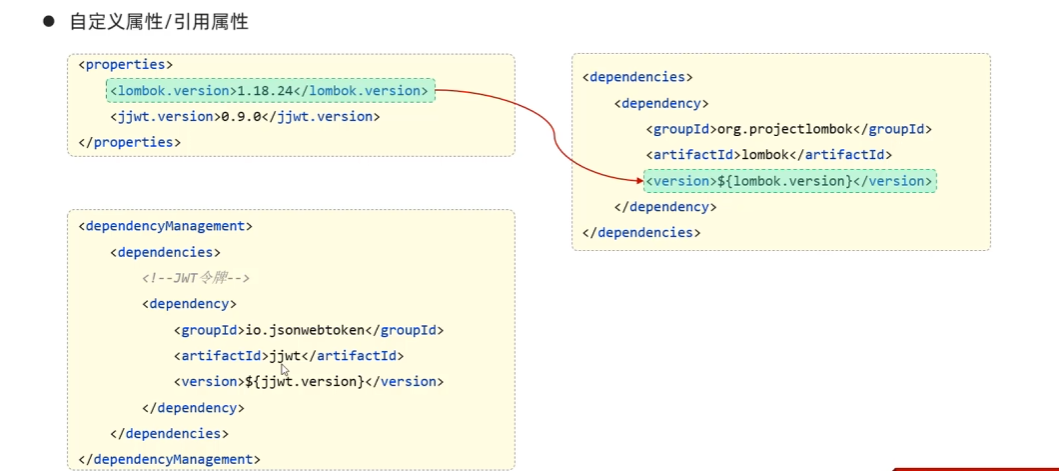 ● 自定义属性/引用属性
<properties>
<lombok.version>1.18.24</lombok.version>
<jjwt.version>0.9.0</jjwt.version>
</properties>
<dependencies>
<dependency>
<groupId>org.projectlombok</groupId>
<artifactId>lombok</artifactId>
<version>${lombok.version}</version>
</dependency>
</dependencies>
<dependencyManagement>
<dependencies>
<!--JWT令牌-->
<dependency>
<groupId>io.jsonwebtoken</groupId>
<artifactId>jjwt</artifactId>
<version>${jjwt.version}</version>
</dependency>
</dependencies>
</dependencyManagement>